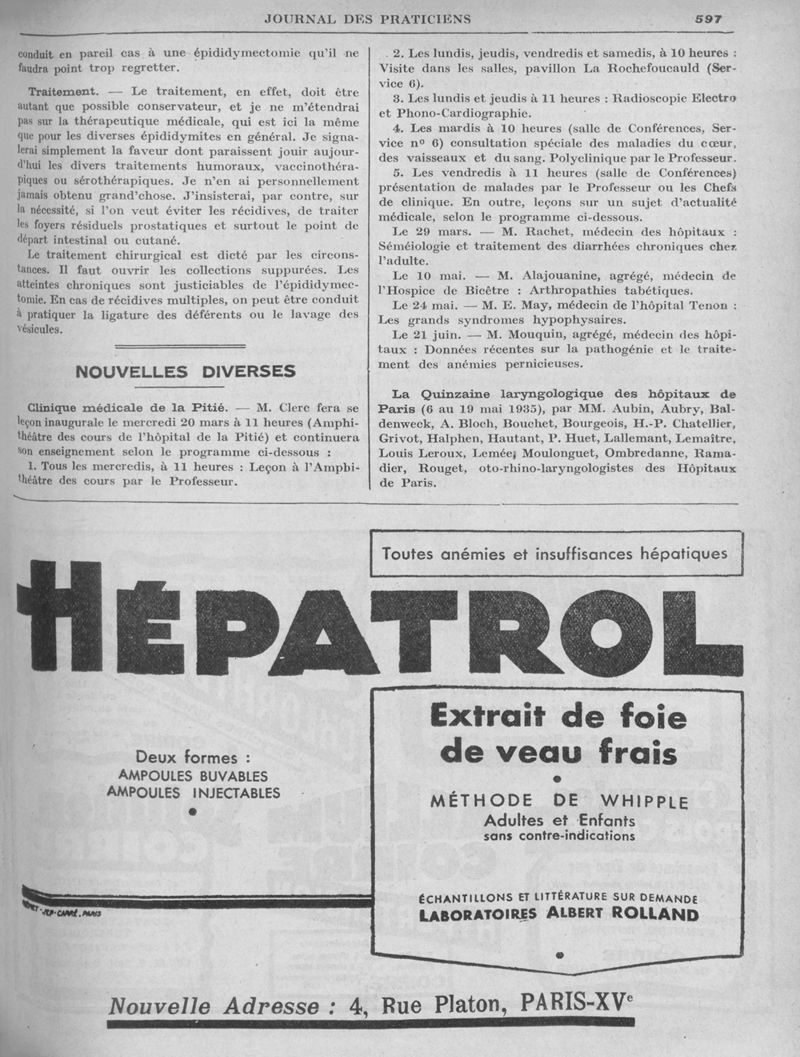 JOURNAL DES PRATICIENS 597
conduit en pareil cas à une épididymectomie qu'il ne
faudra point trop regretter.
Traitement. — Le traitement, en effet, doit être
autant que possible conservateur, et je ne m'étendrai
pas sur la thérapeutique médicale, qui est ici la même
que pour les diverses épididymites en général. Je signa-
lerai simplement la faveur dont paraissent jouir aujour-
d'hui les divers traitements humoraux, vaccinothéra-
piques ou sérothérapiques. Je n'en ai personnellement
jamais obtenu grand'chose. J'insisterai, par contre, sur
la nécessité, si l'on veut éviter les récidives, de traiter
les foyers résiduels prostatiques et surtout le point de
départ intestinal ou cutané.
Le traitement chirurgical est dicté par les circons-
tances. Il faut ouvrir les collections suppurées. Les
atteintes chroniques sont justiciables de l'épididymec-
tomie. En cas de récidives multiples, on peut être conduit
à pratiquer la ligature des déférents ou le lavage des
vésicules.
NOUVELLES DIVERSES
Clinique médicale de la Pitié. — M. Clerc fera se
leçon inaugurale le mercredi 20 mars à 11 heures (Amphi-
théâtre des cours de l'hôpital de la Pitié) et continuera
son enseignement selon le programme ci-dessous :
1. Tous les mercredis, à 11 heures : Leçon à l'Amphi-
théâtre des cours par le Professeur.
2. Les lundis, jeudis, vendredis et samedis, à 10 heures :
Visite dans les salles, pavillon La Rochefoucauld (Ser-
vice 6).
3. Les lundis et jeudis à 11 heures : Radioscopie Electro
et Phono-Cardiographie.
4. Les mardis à 10 heures (salle de Conférences, Ser-
vice n° 6) consultation spéciale des maladies du cœur,
des vaisseaux et du sang. Polyclinique par le Professeur.
5. Les vendredis à 11 heures (salle de Conférences)
présentation de malades par le Professeur ou les Chefs
de clinique. En outre, leçons sur un sujet d'actualité
médicale, selon le programme ci-dessous.
Le 29 mars. — M. Rachet, médecin des hôpitaux :
Séméiologie et traitement des diarrhées chroniques chez
l'adulte.
Le 10 mai. — M. Alajouanine, agrégé, médecin de
l'Hospice de Bicêtre : Arthropathies tabétiques.
Le 24 mai. — M. E. May, médecin de l'hôpital Tenon :
Les grands syndromes hypophysaires.
Le 21 juin. — M. Mouquin, agrégé, médecin des hôpi-
taux : Données récentes sur la pathogénie et le traite-
ment des anémies pernicieuses.
La Quinzaine laryngologique des hôpitaux de
Paris (6 au 19 mai 1935), par MM. Aubin, Aubry, Bal-
denweck, A. Bloch, Bouchet, Bourgeois, H.-P. Chatellier,
Grivot, Halphen, Hautant, P. Huet, Lallemant, Lemaître,
Louis Leroux, Lemée, Moulonguet, Ombredanne, Rama-
dier, Rouget, oto-rhino-laryngologistes des Hôpitaux
de Paris.
Toutes anémies et insuffisances hépatiques
HÉPATROL
Deux formes :
AMPOULES BUVABLES
AMPOULES INJECTABLES
Extrait de foie
de veau frais
MÉTHODE DE WHIPPLE
Adultes et Enfants
sans contre-indications
ÉCHANTILLONS ET LITTÉRATURE SUR DEMANDE
LABORATOIRES ALBERT ROLLAND
JEP-CARRÉ.PARIS
Nouvelle Adresse : 4, Rue Platon, PARIS-XVe